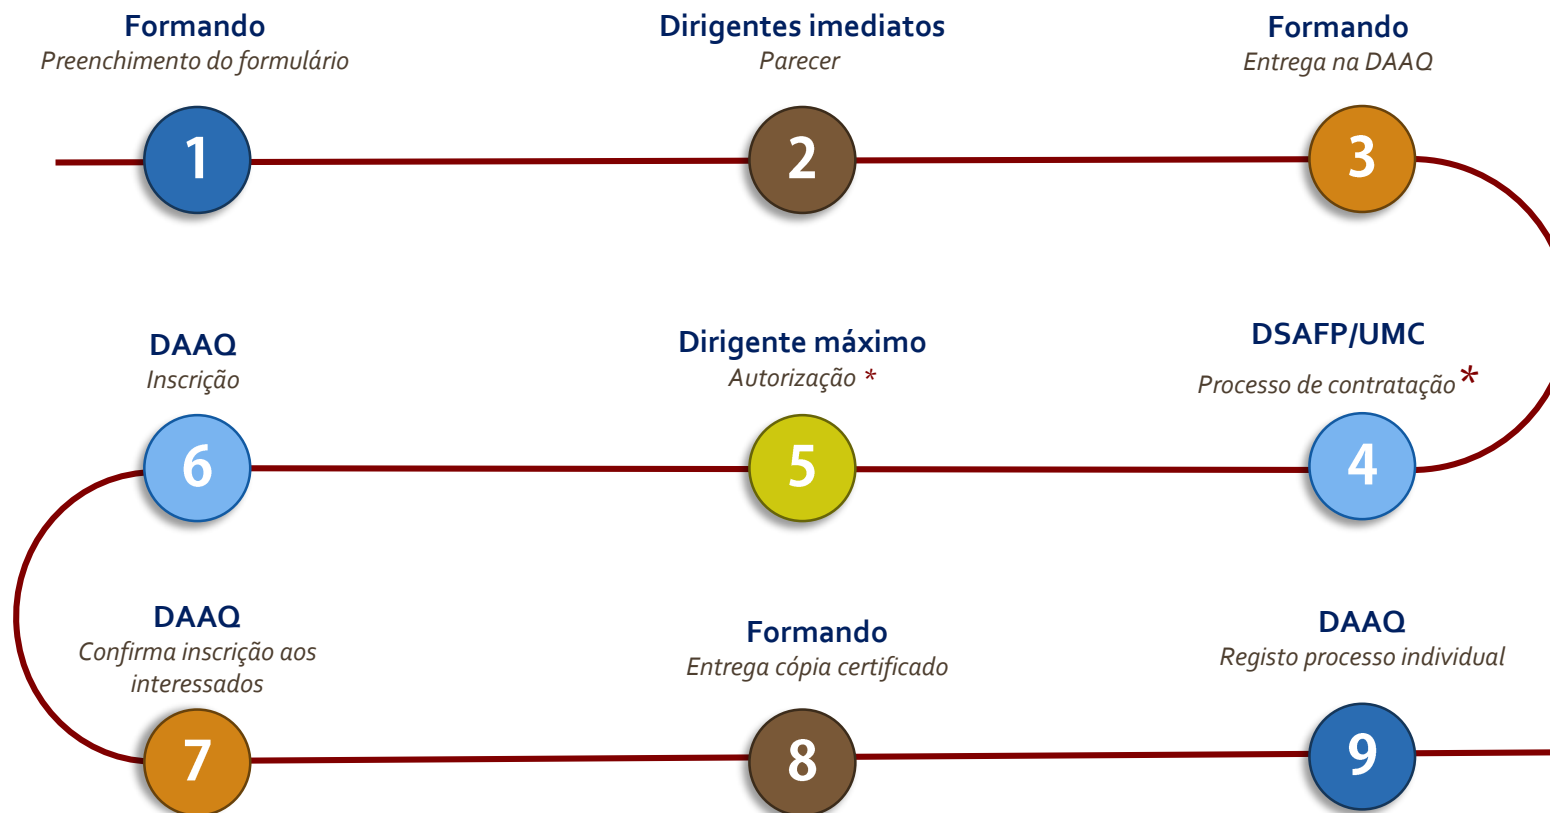 Formando
Preenchimento do formulário
1
Dirigentes imediatos
Parecer
2
Formando
Entrega na DAAQ
3
DSAFP/UMC
Processo de contratação *
4
Dirigente máximo
Autorização *
5
DAAQ
Inscrição
6
DAAQ
Confirma inscrição aos
interessados
7
Formando
Entrega cópia certificado
8
DAAQ
Registo processo individual
9